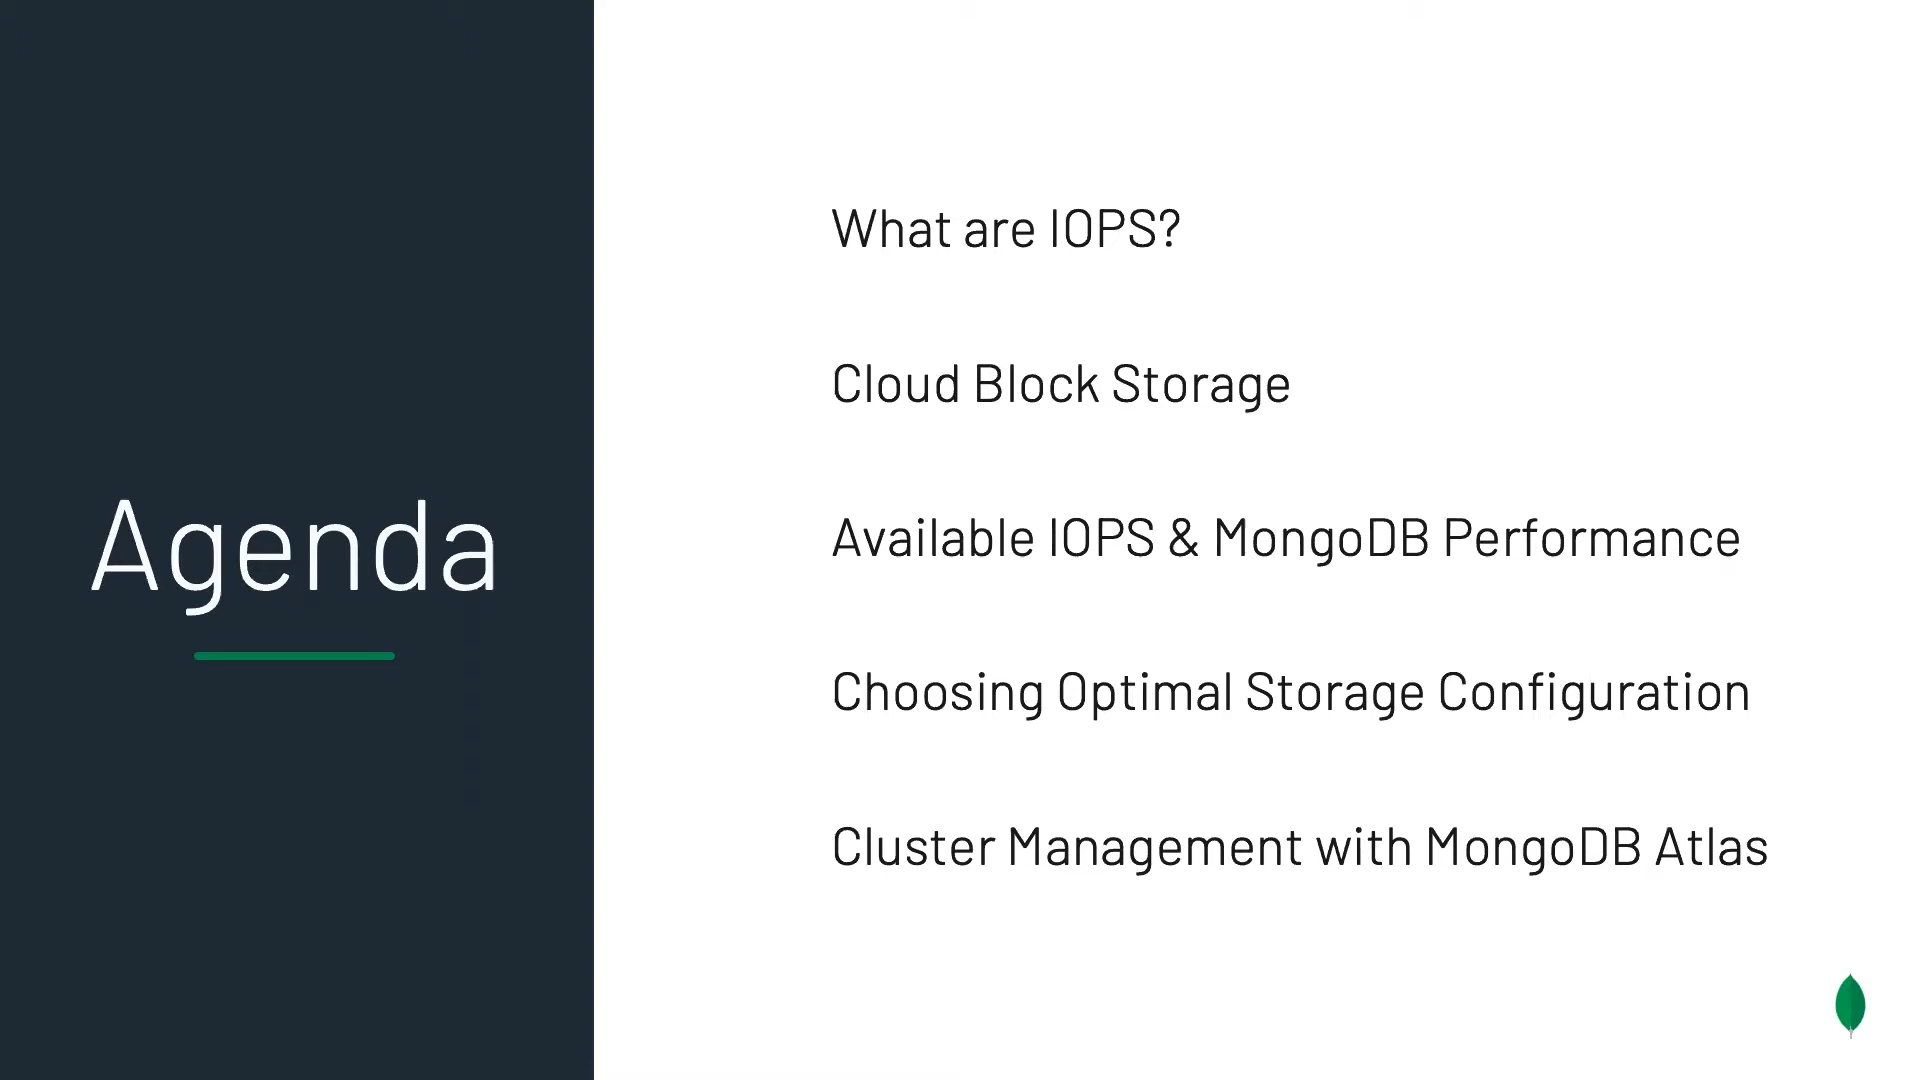 Agenda
What are IOPS?
Cloud Block Storage
Available IOPS & MongoDB Performance
Choosing Optimal Storage Configuration
Cluster Management with MongoDB Atlas